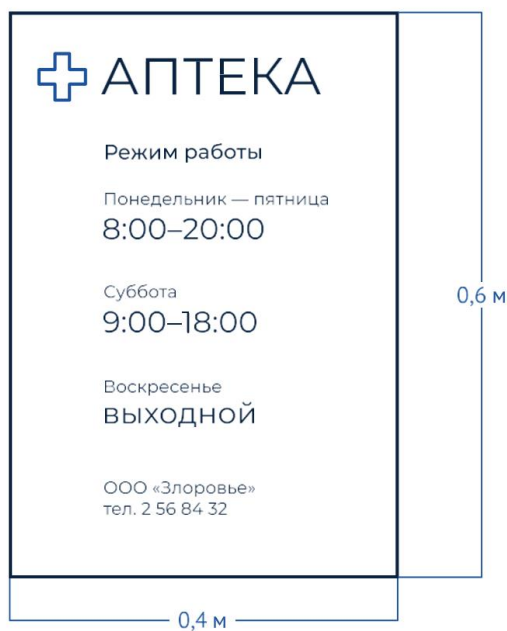 АПТЕКА
Режим работы
Понедельник — пятница
8:00–20:00
Суббота
9:00–18:00
0,6 м
Воскресенье
выходной
ООО «Злоровье»
тел. 2 56 84 32
0,4 м